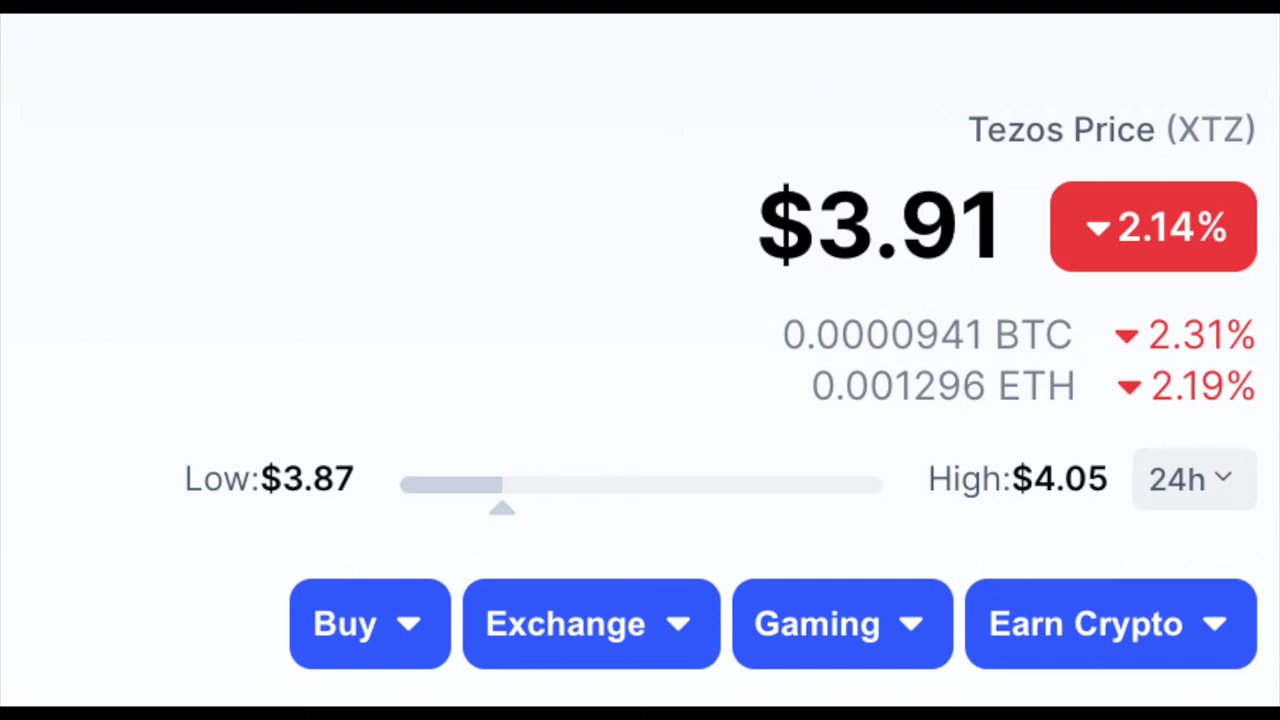 Tezos Price (XTZ)
$3.91 2.14%
0.0000941 BTC 2.31%
0.001296 ETH 2.19%
Low:$3.87 High:$4.05 24h
Buy Exchange Gaming Earn Crypto